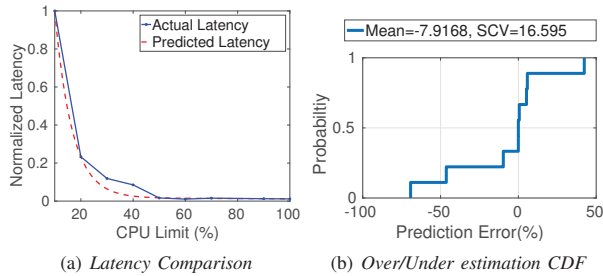 Normalized Latency
1
0.8
0.6
0.4
0.2
0
Actual Latency
Predicted Latency
20 40 60 80 100
CPU Limit (%)
(a) Latency Comparison
Mean=-7.9168, SCV=16.595
Probabiltiy
1
0.5
0
-100 -50 0 50
Prediction Error(%)
(b) Over/Under estimation CDF